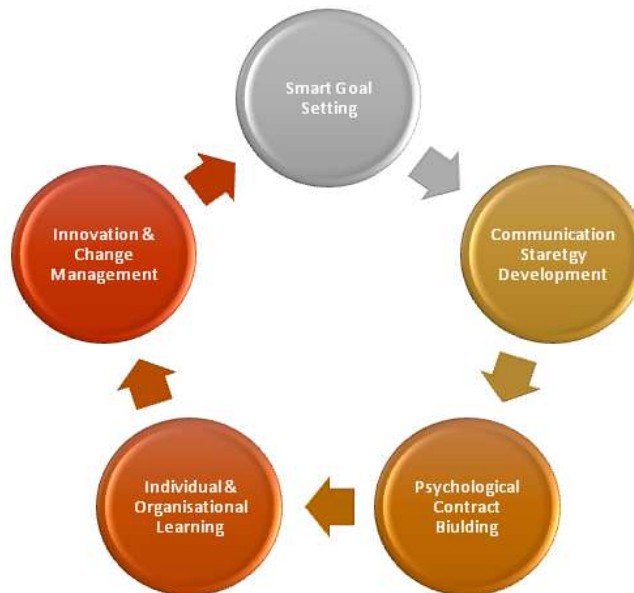 Smart Goal
Setting
Communication
Staretgy
Development
Psychological
Contract
Biulding
Individual &
Organisational
Learning
Innovation &
Change
Management